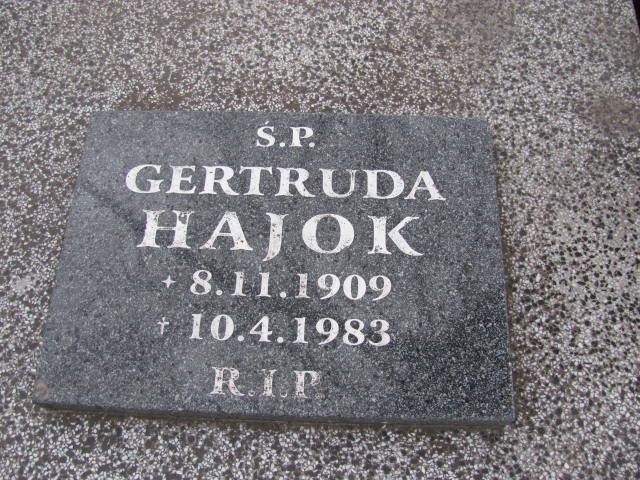 Ś.P.
GERTRUDA
HAJOK
+ 8.11.1909
† 10.4.1983
R.I.P.